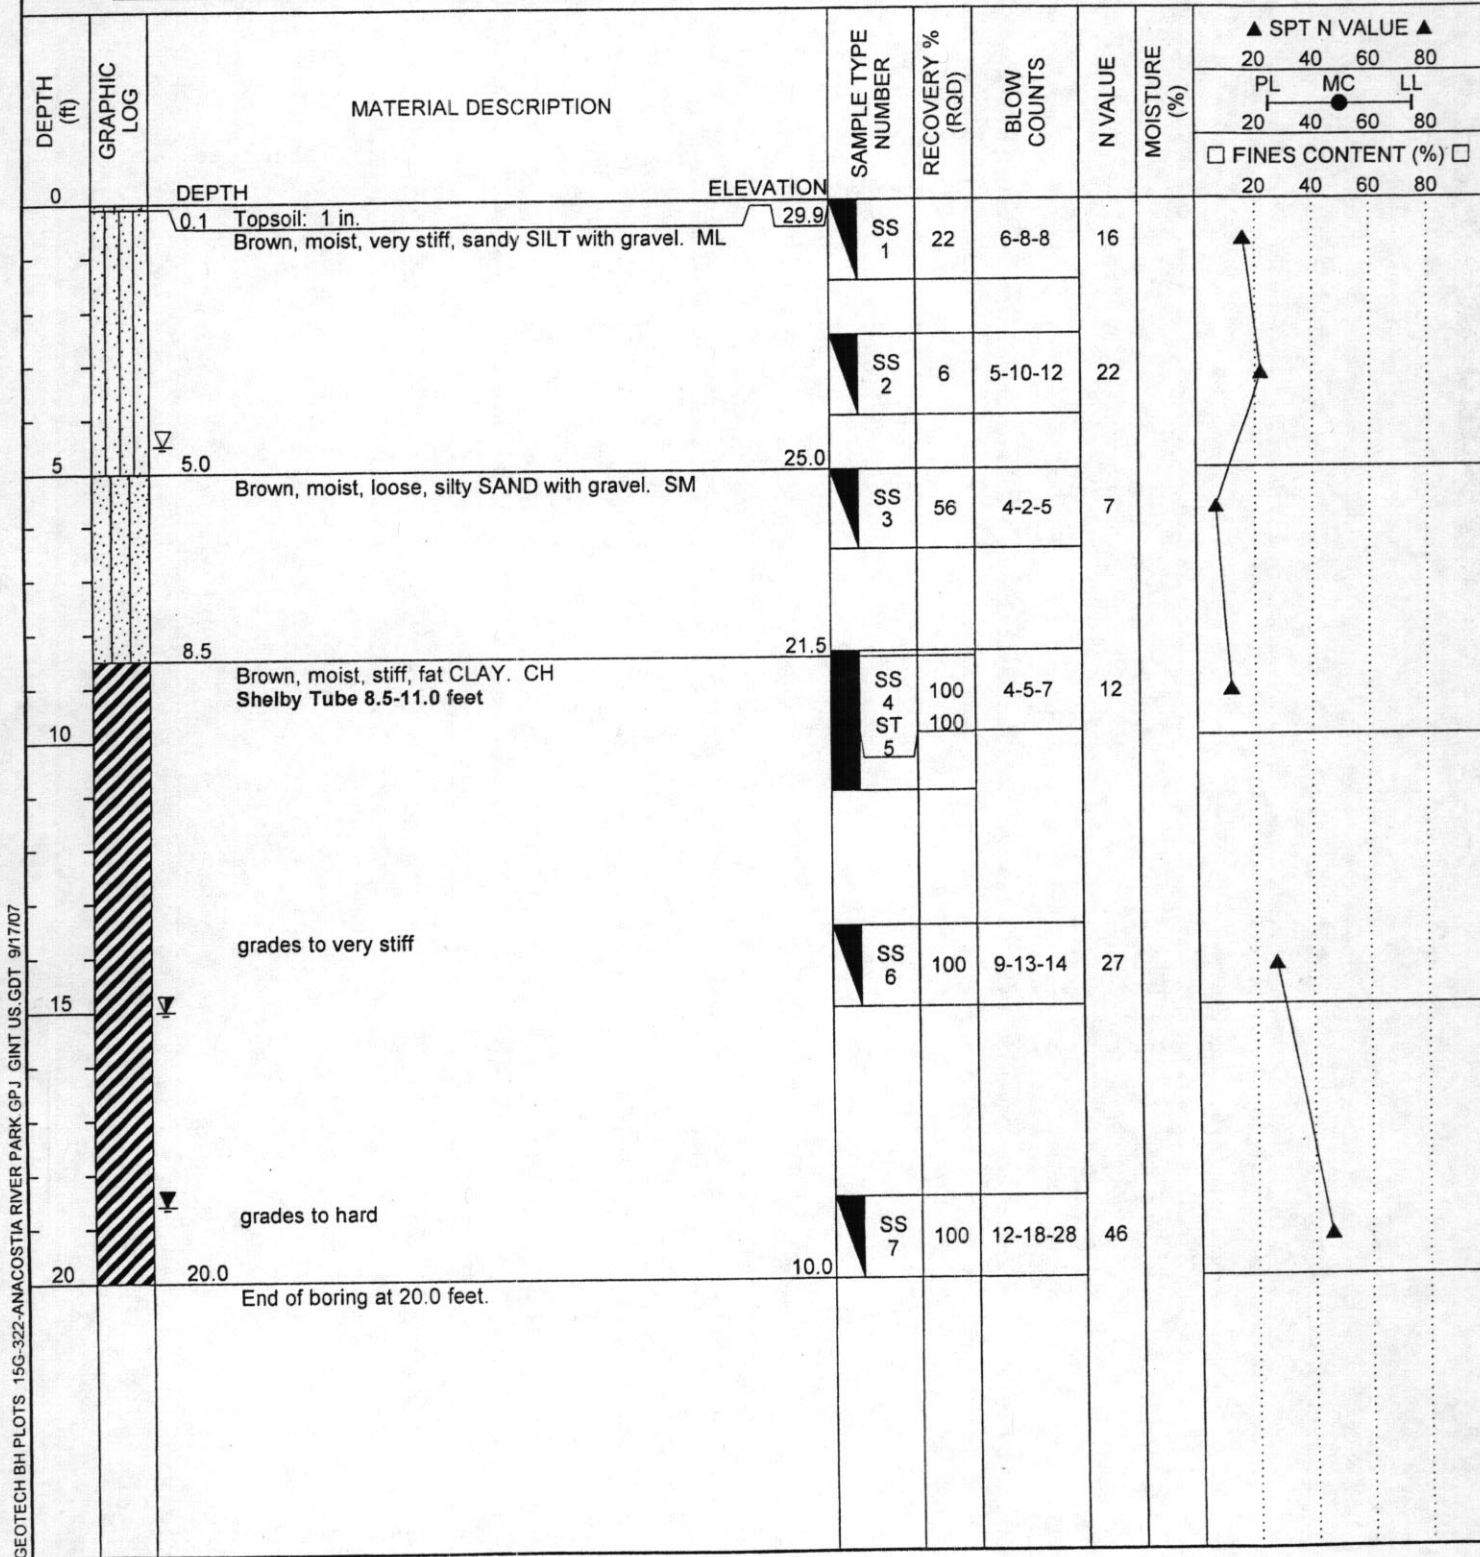 DEPTH
(ft)
GRAPHIC
LOG
MATERIAL DESCRIPTION
SAMPLE TYPE
NUMBER
RECOVERY %
(RQD)
BLOW
COUNTS
N VALUE
MOISTURE
(%)
▲ SPT N VALUE ▲
20 40 60 80
PL MC LL
20 40 60 80
□ FINES CONTENT (%) □
20 40 60 80
0
DEPTH ELEVATION
0.1 Topsoil: 1 in. 29.9
Brown, moist, very stiff, sandy SILT with gravel. ML
SS
1
22 6-8-8 16
SS
2
6 5-10-12 22
5
5.0 25.0
Brown, moist, loose, silty SAND with gravel. SM
SS
3
56 4-2-5 7
8.5 21.5
Brown, moist, stiff, fat CLAY. CH
Shelby Tube 8.5-11.0 feet
SS
4
100 4-5-7 12
ST
5
100
10
grades to very stiff
SS
6
100 9-13-14 27
15
grades to hard
SS
7
100 12-18-28 46
20
20.0 10.0
End of boring at 20.0 feet.
GEOTECH BH PLOTS 15G-322-ANACOSTIA RIVER PARK.GPJ GINT US.GDT 9/17/07